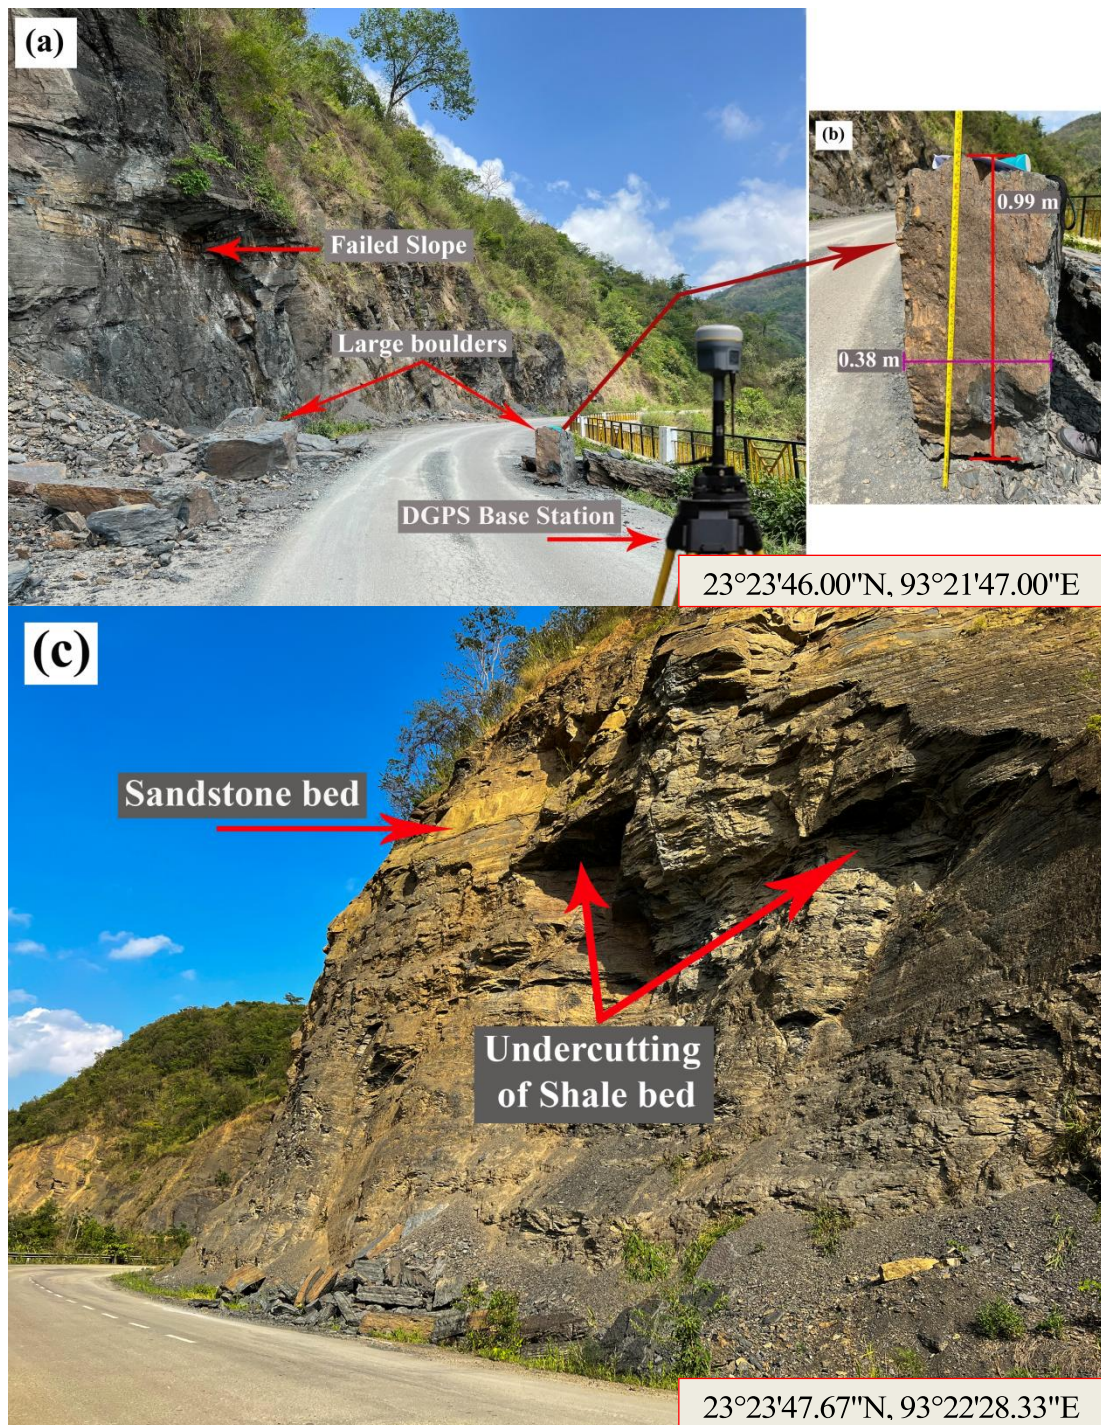 (a)
Failed Slope
Large boulders
DGPS Base Station
(b)
0.99 m
0.38 m
23°23'46.00"N, 93°21'47.00"E
(c)
Sandstone bed
Undercutting
of Shale bed
23°23'47.67"N, 93°22'28.33"E